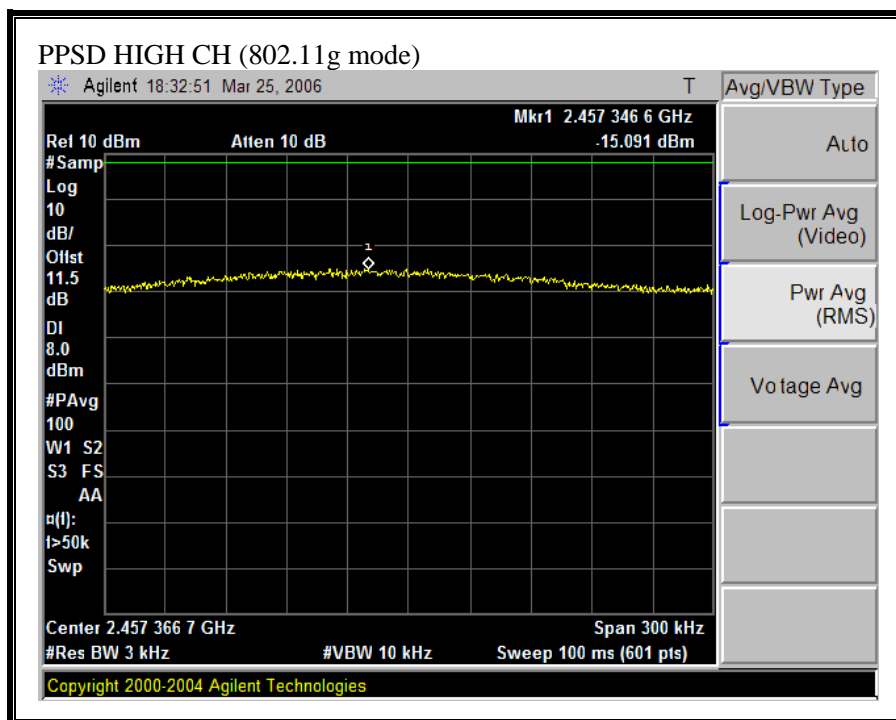 PPSD HIGH CH (802.11g mode)
Agilent 18:32:51 Mar 25, 2006 T
Avg/VBW Type
Mkr1 2.457 346 6 GHz
Ref 10 dBm Atten 10 dB -15.091 dBm
#Samp
Log
10
dB/
Offst
11.5
dB
DI
8.0
dBm
#PAvg
100
W1 S2
S3 FS
AA
¤(f):
f>50k
Swp
1
Center 2.457 366 7 GHz Span 300 kHz
#Res BW 3 kHz #VBW 10 kHz Sweep 100 ms (601 pts)
Copyright 2000-2004 Agilent Technologies
Auto
Log-Pwr Avg
(Video)
Pwr Avg
(RMS)
Vo tage Avg